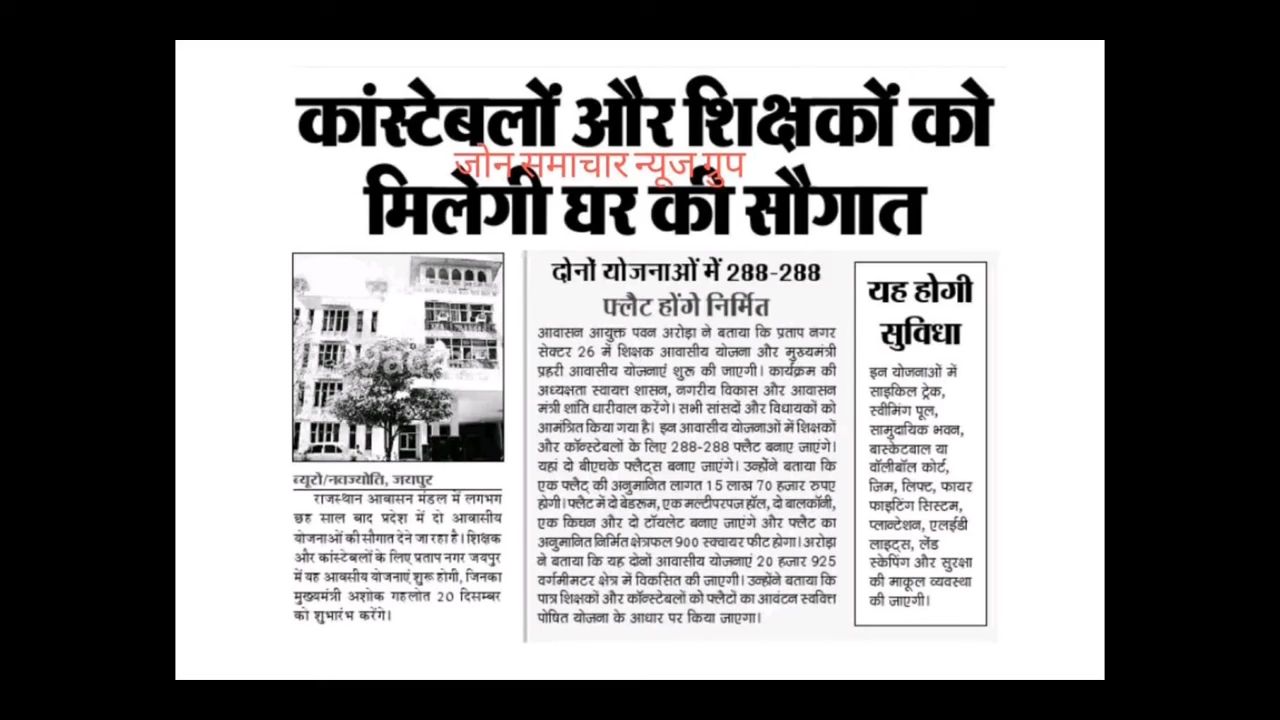 कांस्टेबलों और शिक्षकों को
जोन समाचार न्यूज ग्रुप
मिलेगी घर की सौगात
ब्यूरो/नवज्योति, जयपुर
राजस्थान आवासन मंडल में लगभग
छह साल बाद प्रदेश में दो आवासीय
योजनाओं की सौगात देने जा रहा है। शिक्षक
और कांस्टेबलों के लिए प्रताप नगर जयपुर
में यह आवसीय योजनाएं शुरू होगी, जिनका
मुख्यमंत्री अशोक गहलोत 20 दिसम्बर
को शुभारंभ करेंगे।
दोनों योजनाओं में 288-288
फ्लैट होंगे निर्मित
आवासन आयुक्त पवन अरोड़ा ने बताया कि प्रताप नगर
सेक्टर 26 में शिक्षक आवासीय योजना और मुख्यमंत्री
प्रहरी आवासीय योजनाएं शुरू की जाएगी। कार्यक्रम की
अध्यक्षता स्वायत्त शासन, नगरीय विकास और आवासन
मंत्री शांति धारीवाल करेंगे। सभी सांसदों और विधायकों को
आमंत्रित किया गया है। इन आवासीय योजनाओं में शिक्षकों
और कॉन्स्टेबलों के लिए 288-288 फ्लैट बनाए जाएंगे।
यहां दो बीएचके फ्लैट्स बनाए जाएंगे। उन्होंने बताया कि
एक फ्लैट् की अनुमानित लागत 15 लाख 70 हजार रुपए
होगी। फ्लैट में दो बेडरूम, एक मल्टीपरपज हॉल, दो बालकॉनी,
एक किचन और दो टॉयलेट बनाए जाएंगे और फ्लैट का
अनुमानित निर्मित क्षेत्रफल 900 स्क्वायर फीट होगा। अरोड़ा
ने बताया कि यह दोनों आवासीय योजनाएं 20 हजार 925
वर्गमीमटर क्षेत्र में विकसित की जाएगी। उन्होंने बताया कि
पात्र शिक्षकों और कॉन्स्टेबलों को फ्लैटों का आवंटन स्ववित्त
पोषित योजना के आधार पर किया जाएगा।
यह होगी
सुविधा
इन योजनाओं में
साइकिल ट्रेक,
स्वीमिंग पूल,
सामुदायिक भवन,
बास्केटबाल या
वॉलीबॉल कोर्ट,
जिम, लिफ्ट, फायर
फाइटिंग सिस्टम,
प्लान्टेशन, एलईडी
लाइट्स, लेंड
स्केपिंग और सुरक्षा
की माकूल व्यवस्था
की जाएगी।